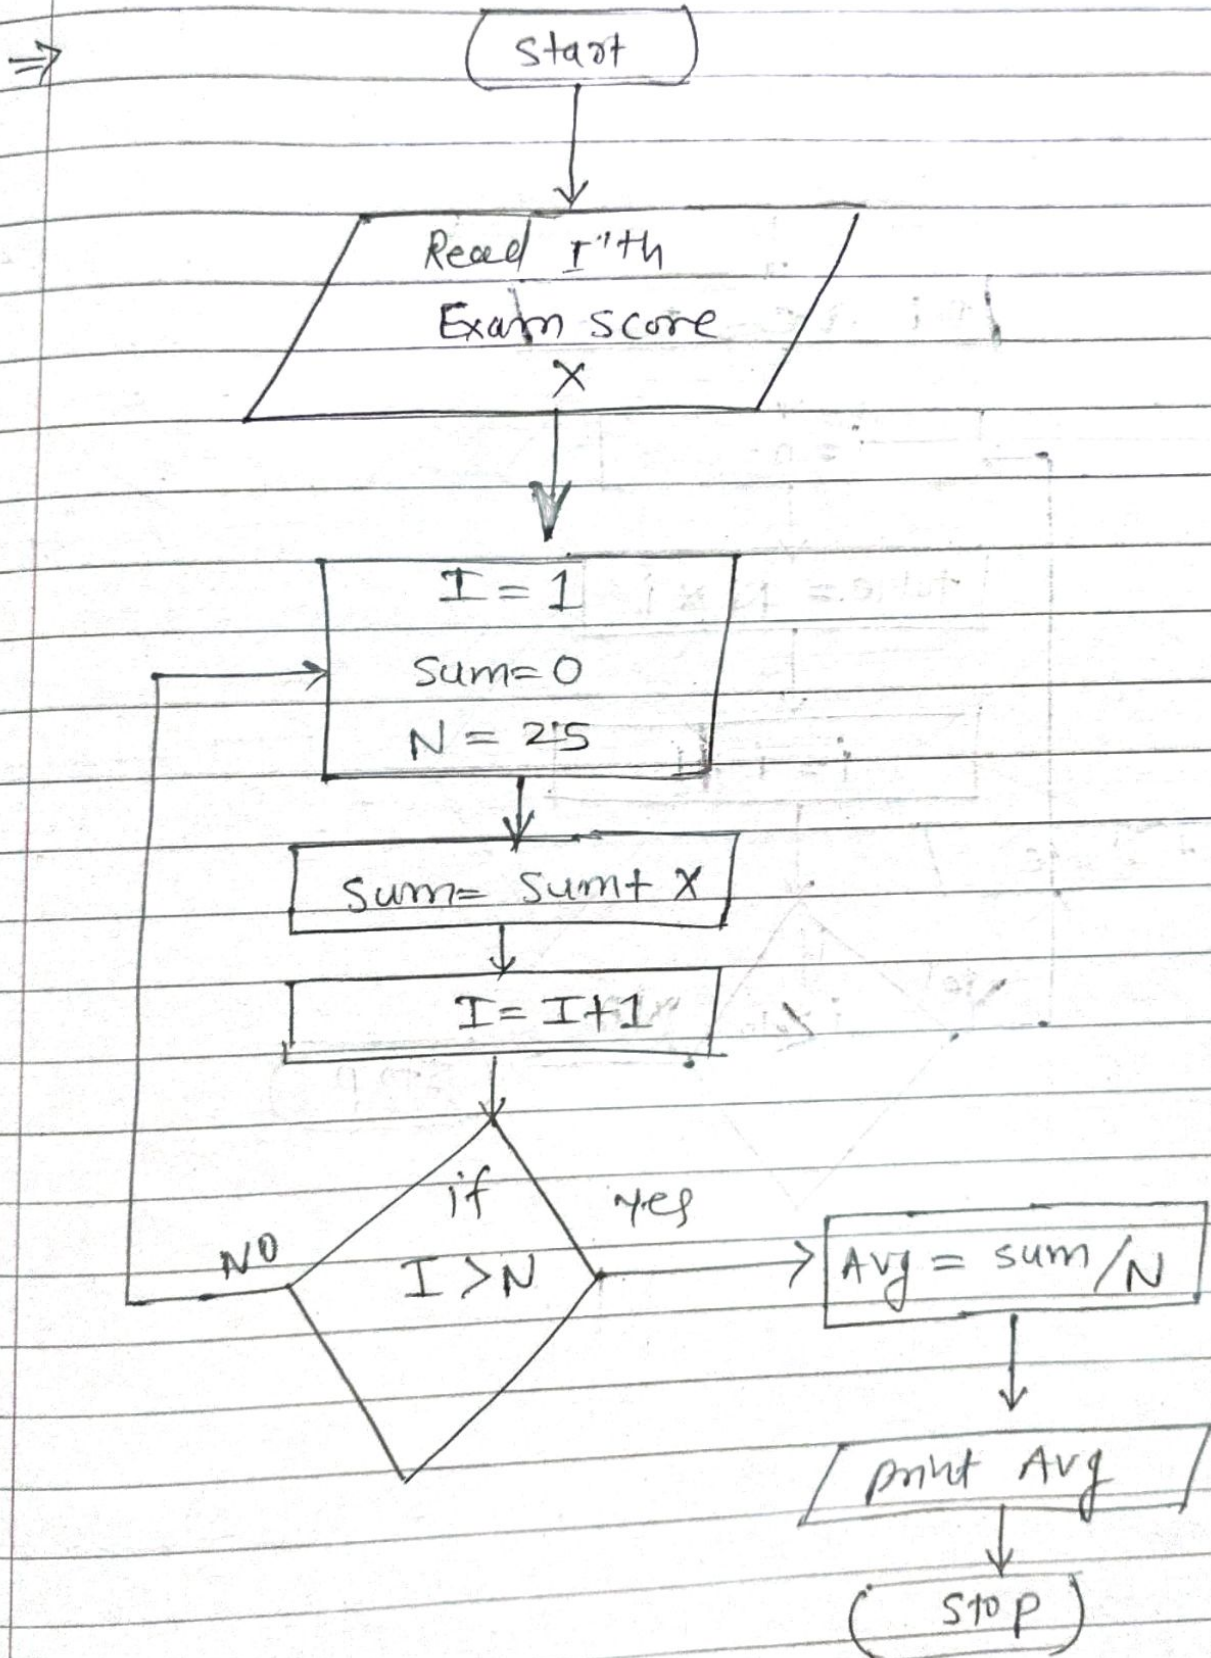 ⇒
Start
Read I"th
Exam score
X
I = 1
Sum= 0
N = 25
Sum= Sum+ X
I= I+1
if
I >N
Yes
NO
Avg = sum/N
print Avg
Stop